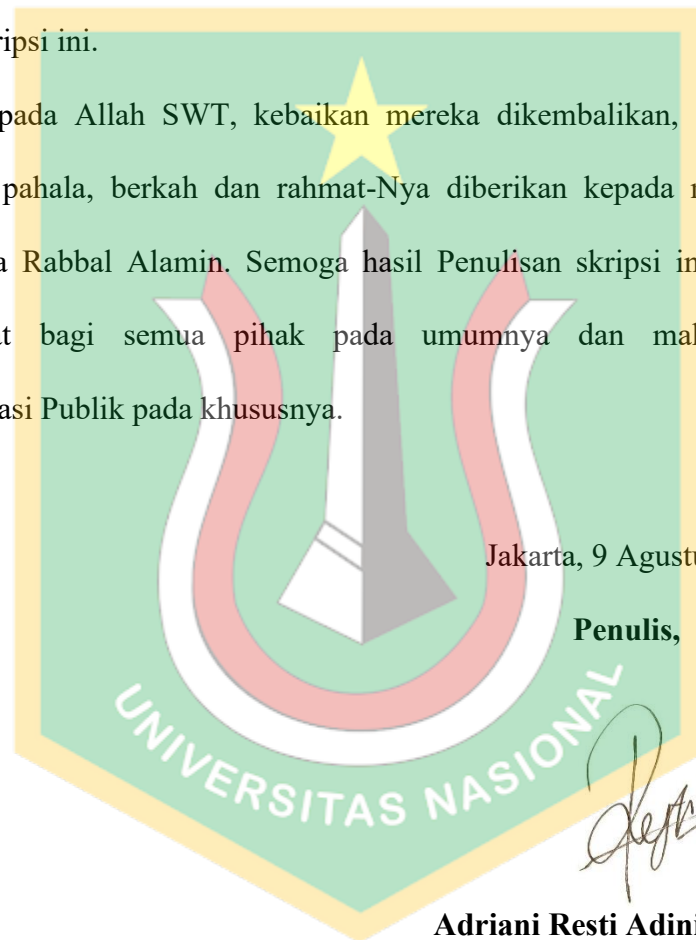 ripsi ini.
pada Allah SWT, kebaikan mereka dikembalikan,
pahala, berkah dan rahmat-Nya diberikan kepada
Rabbal Alamin. Semoga hasil Penulisan skripsi
bagi semua pihak pada umumnya dan
asi Publik pada khususnya.
Jakarta, 9 Agustu
Penulis,
UNIVERSITAS NASIONAL
Adriani Resti Adini